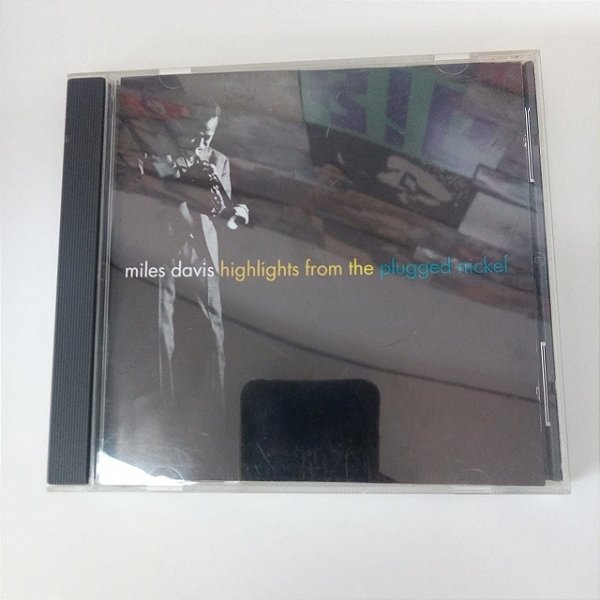 miles davis highlights from the plugged nickel